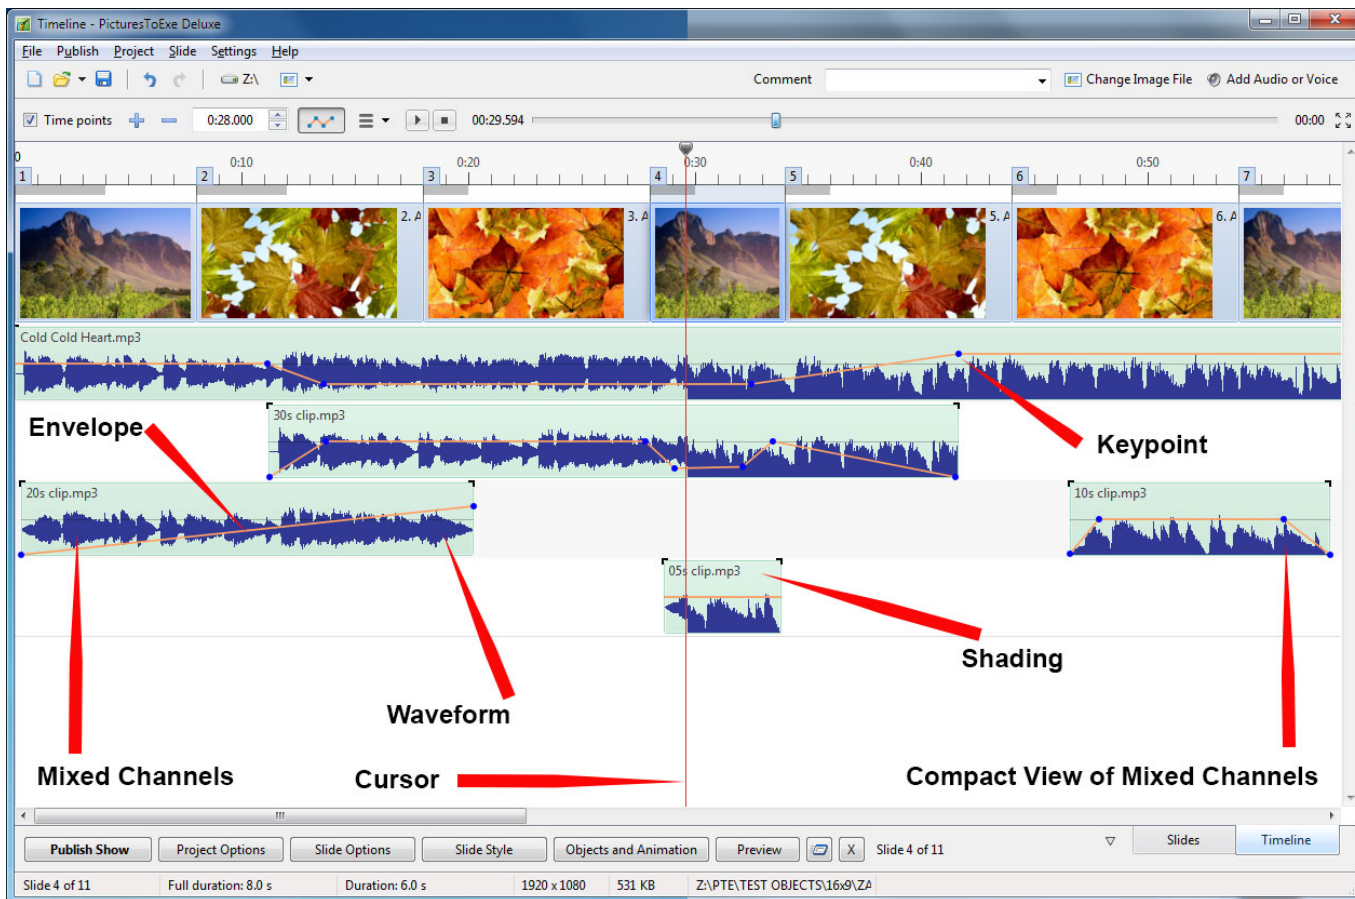 Timeline - PicturesToExe Deluxe
File Publish Project Slide Settings Help
Z:\ Comment Change Image File Add Audio or Voice
Time points 0:28.000 00:29.594 00:00
0 0:10 0:20 0:30 0:40 0:50
1 2 3 4 5 6 7
2. A 3. A 5. A 6. A
Cold Cold Heart.mp3
30s clip.mp3
Envelope
Keypoint
20s clip.mp3 10s clip.mp3
05s clip.mp3
Shading
Waveform
Mixed Channels Cursor Compact View of Mixed Channels
Publish Show Project Options Slide Options Slide Style Objects and Animation Preview X Slide 4 of 11 Slides Timeline
Slide 4 of 11 Full duration: 8.0 s Duration: 6.0 s 1920 x 1080 531 KB Z:\PTE\TEST OBJECTS\16x9\ZA